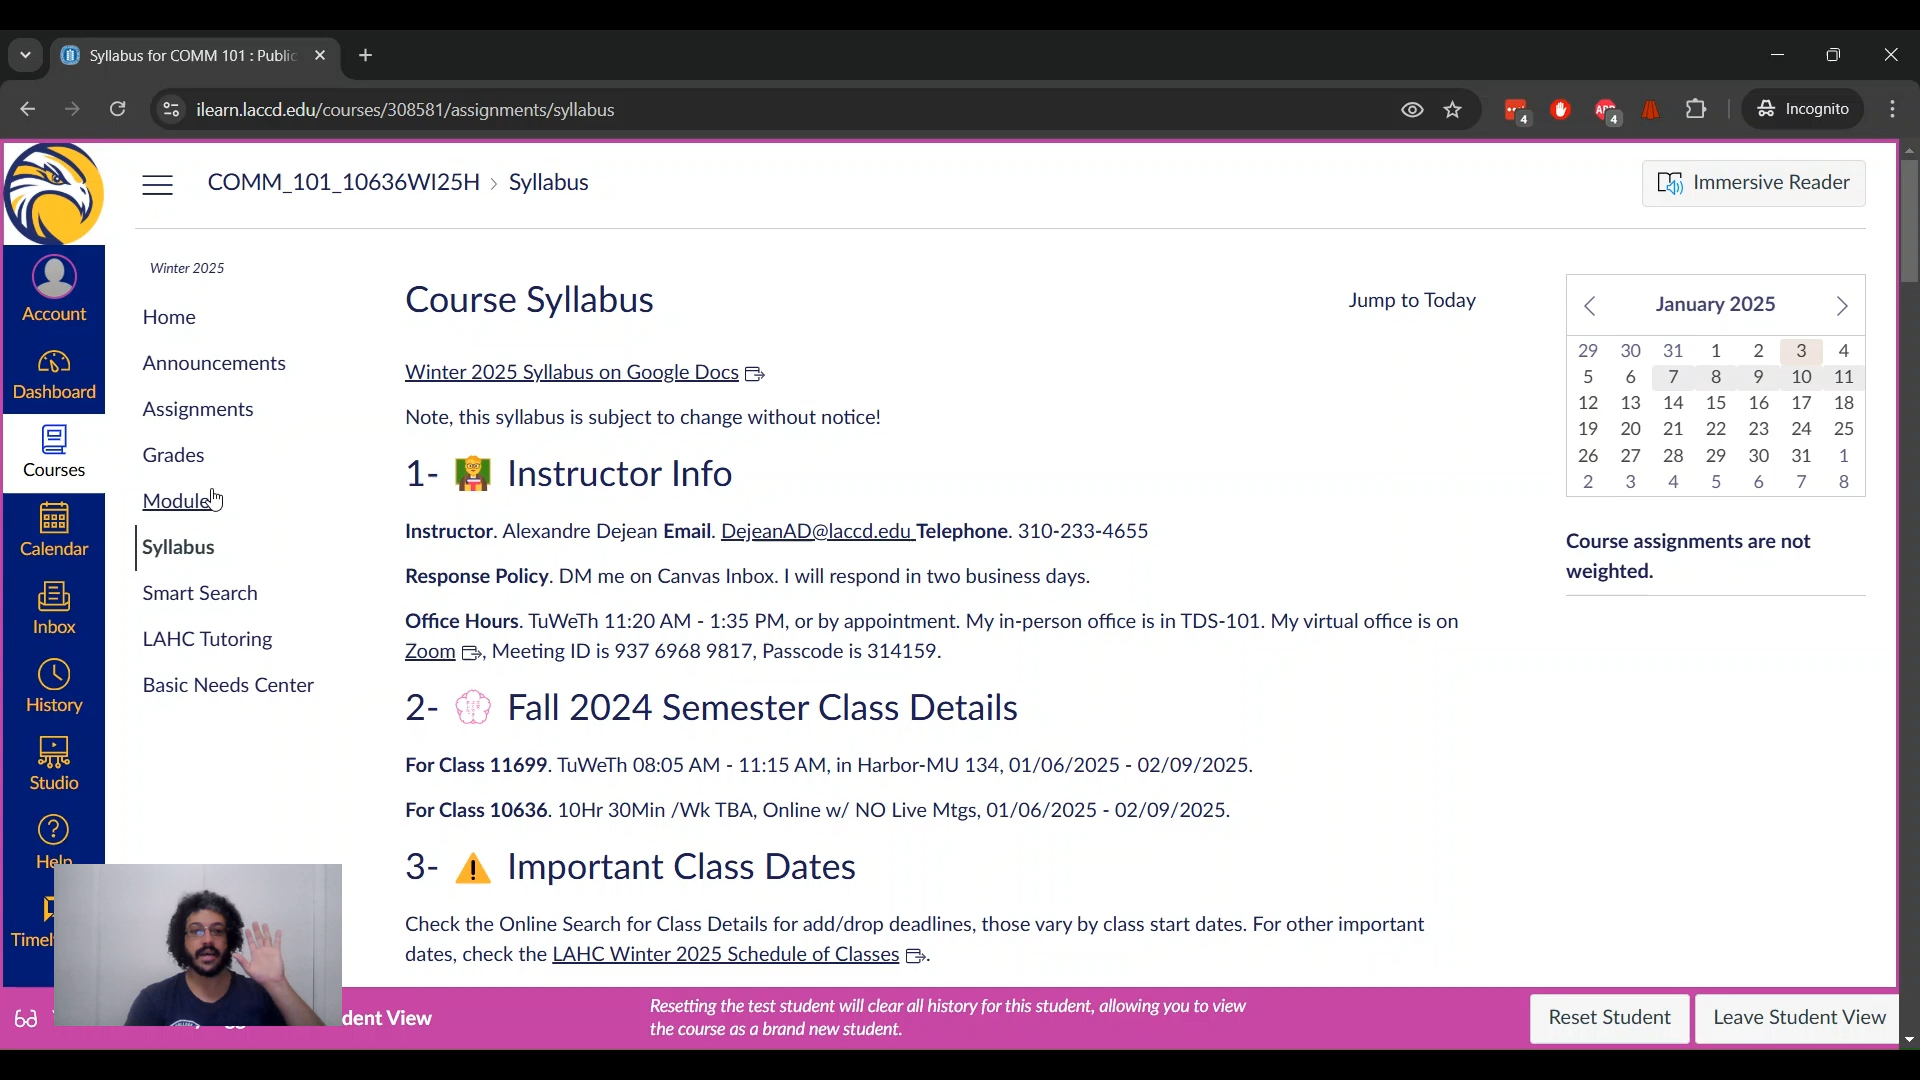 Syllabus for COMM 101 : Public
ilearn.laccd.edu/courses/308581/assignments/syllabus
4
4
Incognito
COMM_101_10636WI25H > Syllabus
Immersive Reader
Account
Dashboard
Courses
Calendar
Inbox
History
Studio
Help
Winter 2025
Home
Announcements
Assignments
Grades
Module
Syllabus
Smart Search
LAHC Tutoring
Basic Needs Center
Course Syllabus
Jump to Today
Winter 2025 Syllabus on Google Docs
Note, this syllabus is subject to change without notice!
1- Instructor Info
Instructor. Alexandre Dejean Email. DejeanAD@laccd.edu Telephone. 310-233-4655
Response Policy. DM me on Canvas Inbox. I will respond in two business days.
Office Hours. TuWeTh 11:20 AM - 1:35 PM, or by appointment. My in-person office is in TDS-101. My virtual office is on
Zoom, Meeting ID is 937 6968 9817, Passcode is 314159.
2- Fall 2024 Semester Class Details
For Class 11699. TuWeTh 08:05 AM - 11:15 AM, in Harbor-MU 134, 01/06/2025 - 02/09/2025.
For Class 10636. 10Hr 30Min /Wk TBA, Online w/ NO Live Mtgs, 01/06/2025 - 02/09/2025.
3- Important Class Dates
Check the Online Search for Class Details for add/drop deadlines, those vary by class start dates. For other important
dates, check the LAHC Winter 2025 Schedule of Classes.
January 2025
29 30 31 1 2 3 4
5 6 7 8 9 10 11
12 13 14 15 16 17 18
19 20 21 22 23 24 25
26 27 28 29 30 31 1
2 3 4 5 6 7 8
Course assignments are not
weighted.
View
Resetting the test student will clear all history for this student, allowing you to view
the course as a brand new student.
Reset Student
Leave Student View